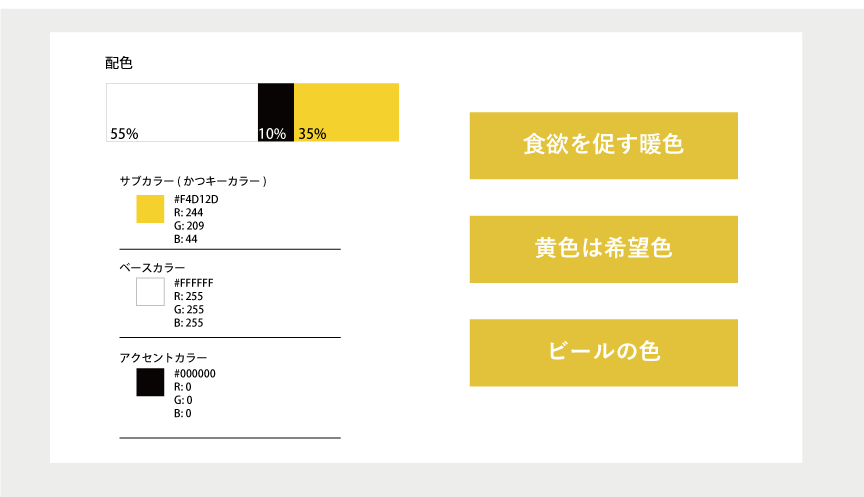 配色
55%
10%
35%
サブカラー ( かつキーカラー )
#F4D12D
R: 244
G: 209
B: 44
ベースカラー
#FFFFFF
R: 255
G: 255
B: 255
アクセントカラー
#000000
R: 0
G: 0
B: 0
食欲を促す暖色
黄色は希望色
ビールの色